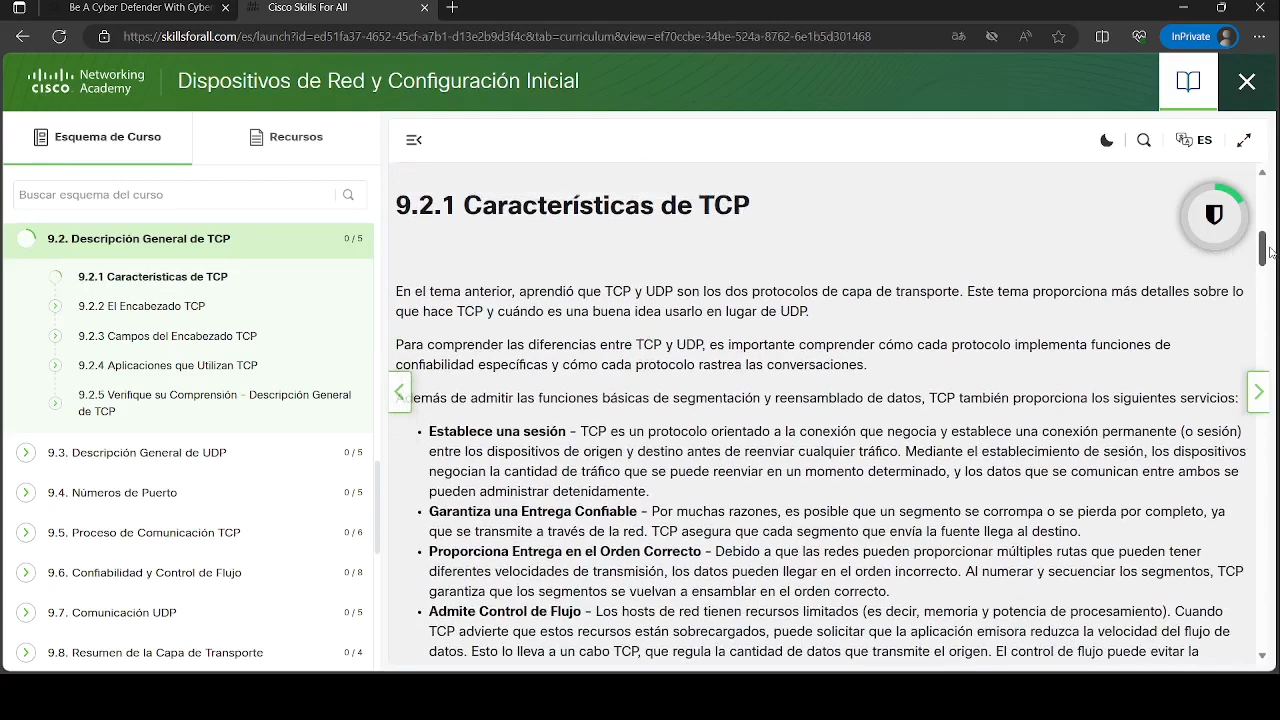 Be A Cyber Defender With Cyber
Cisco Skills For All
https://skillsforall.com/es/launch?id=ed51fa37-4652-45cf-a7b1-d13e2b9d3f4c8&tab=curriculum&view=ef70ccbe-34be-524a-8762-6e1b5d301468
InPrivate
CISCO Networking Academy
Dispositivos de Red y Configuración Inicial
Esquema de Curso
Recursos
ES
Buscar esquema del curso
9.2. Descripción General de TCP 0 / 5
9.2.1 Características de TCP
9.2.2 El Encabezado TCP
9.2.3 Campos del Encabezado TCP
9.2.4 Aplicaciones que Utilizan TCP
9.2.5 Verifique su Comprensión - Descripción General
de TCP
9.3. Descripción General de UDP 0 / 5
9.4. Números de Puerto 0 / 5
9.5. Proceso de Comunicación TCP 0 / 6
9.6. Confiabilidad y Control de Flujo 0 / 8
9.7. Comunicación UDP 0 / 5
9.8. Resumen de la Capa de Transporte 0 / 4
9.2.1 Características de TCP
En el tema anterior, aprendió que TCP y UDP son los dos protocolos de capa de transporte. Este tema proporciona más detalles sobre lo
que hace TCP y cuándo es una buena idea usarlo en lugar de UDP.
Para comprender las diferencias entre TCP y UDP, es importante comprender cómo cada protocolo implementa funciones de
confiabilidad específicas y cómo cada protocolo rastrea las conversaciones.
Además de admitir las funciones básicas de segmentación y reensamblado de datos, TCP también proporciona los siguientes servicios:
• Establece una sesión - TCP es un protocolo orientado a la conexión que negocia y establece una conexión permanente (o sesión)
entre los dispositivos de origen y destino antes de reenviar cualquier tráfico. Mediante el establecimiento de sesión, los dispositivos
negocian la cantidad de tráfico que se puede reenviar en un momento determinado, y los datos que se comunican entre ambos se
pueden administrar detenidamente.
• Garantiza una Entrega Confiable - Por muchas razones, es posible que un segmento se corrompa o se pierda por completo, ya
que se transmite a través de la red. TCP asegura que cada segmento que envía la fuente llega al destino.
• Proporciona Entrega en el Orden Correcto - Debido a que las redes pueden proporcionar múltiples rutas que pueden tener
diferentes velocidades de transmisión, los datos pueden llegar en el orden incorrecto. Al numerar y secuenciar los segmentos, TCP
garantiza que los segmentos se vuelvan a ensamblar en el orden correcto.
• Admite Control de Flujo - Los hosts de red tienen recursos limitados (es decir, memoria y potencia de procesamiento). Cuando
TCP advierte que estos recursos están sobrecargados, puede solicitar que la aplicación emisora reduzca la velocidad del flujo de
datos. Esto lo lleva a un cabo TCP, que regula la cantidad de datos que transmite el origen. El control de flujo puede evitar la